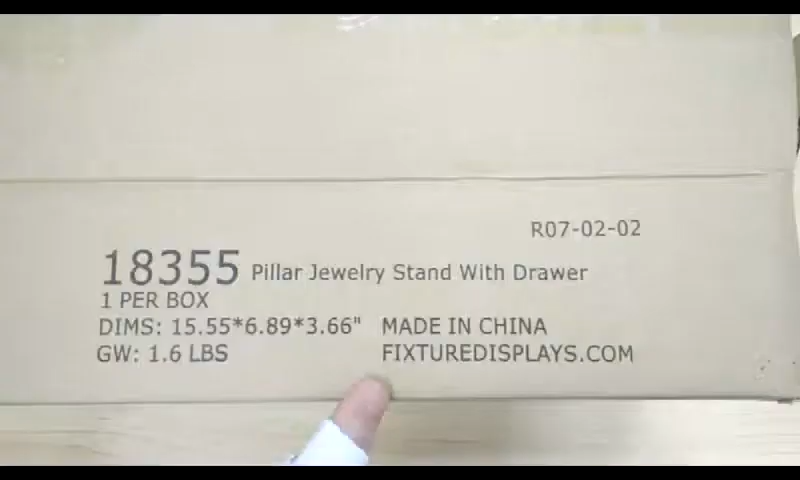 R07-02-02
18355 Pillar Jewelry Stand With Drawer
1 PER BOX
DIMS: 15.55*6.89*3.66" MADE IN CHINA
GW: 1.6 LBS FIXTUREDISPLAYS.COM